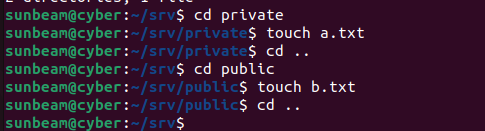 2 directories, 1 file
sunbeam@cyber:~/srv$ cd private
sunbeam@cyber:~/srv/private$ touch a.txt
sunbeam@cyber:~/srv/private$ cd ..
sunbeam@cyber:~/srv$ cd public
sunbeam@cyber:~/srv/public$ touch b.txt
sunbeam@cyber:~/srv/public$ cd ..
sunbeam@cyber:~/srv$